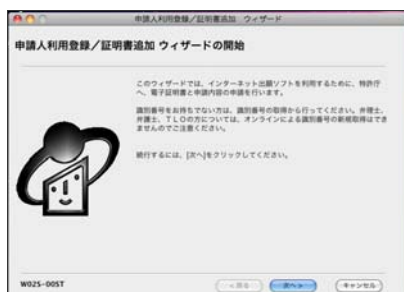 申請人利用登録／証明書追加 ウィザード
申請人利用登録／証明書追加 ウィザードの開始
このウィザードでは、インターネット出願ソフトを利用するために、特許庁
へ、電子証明書と申請内容の申請を行います。
識別番号をお持ちでない方は、識別番号の取得から行ってください。弁理士、
弁護士、ＴＬＯの方については、オンラインによる識別番号の新規取得はでき
ませんのでご注意ください。
続行するには、[次へ]をクリックしてください。
W02S-00ST
<戻る
次へ>
キャンセル